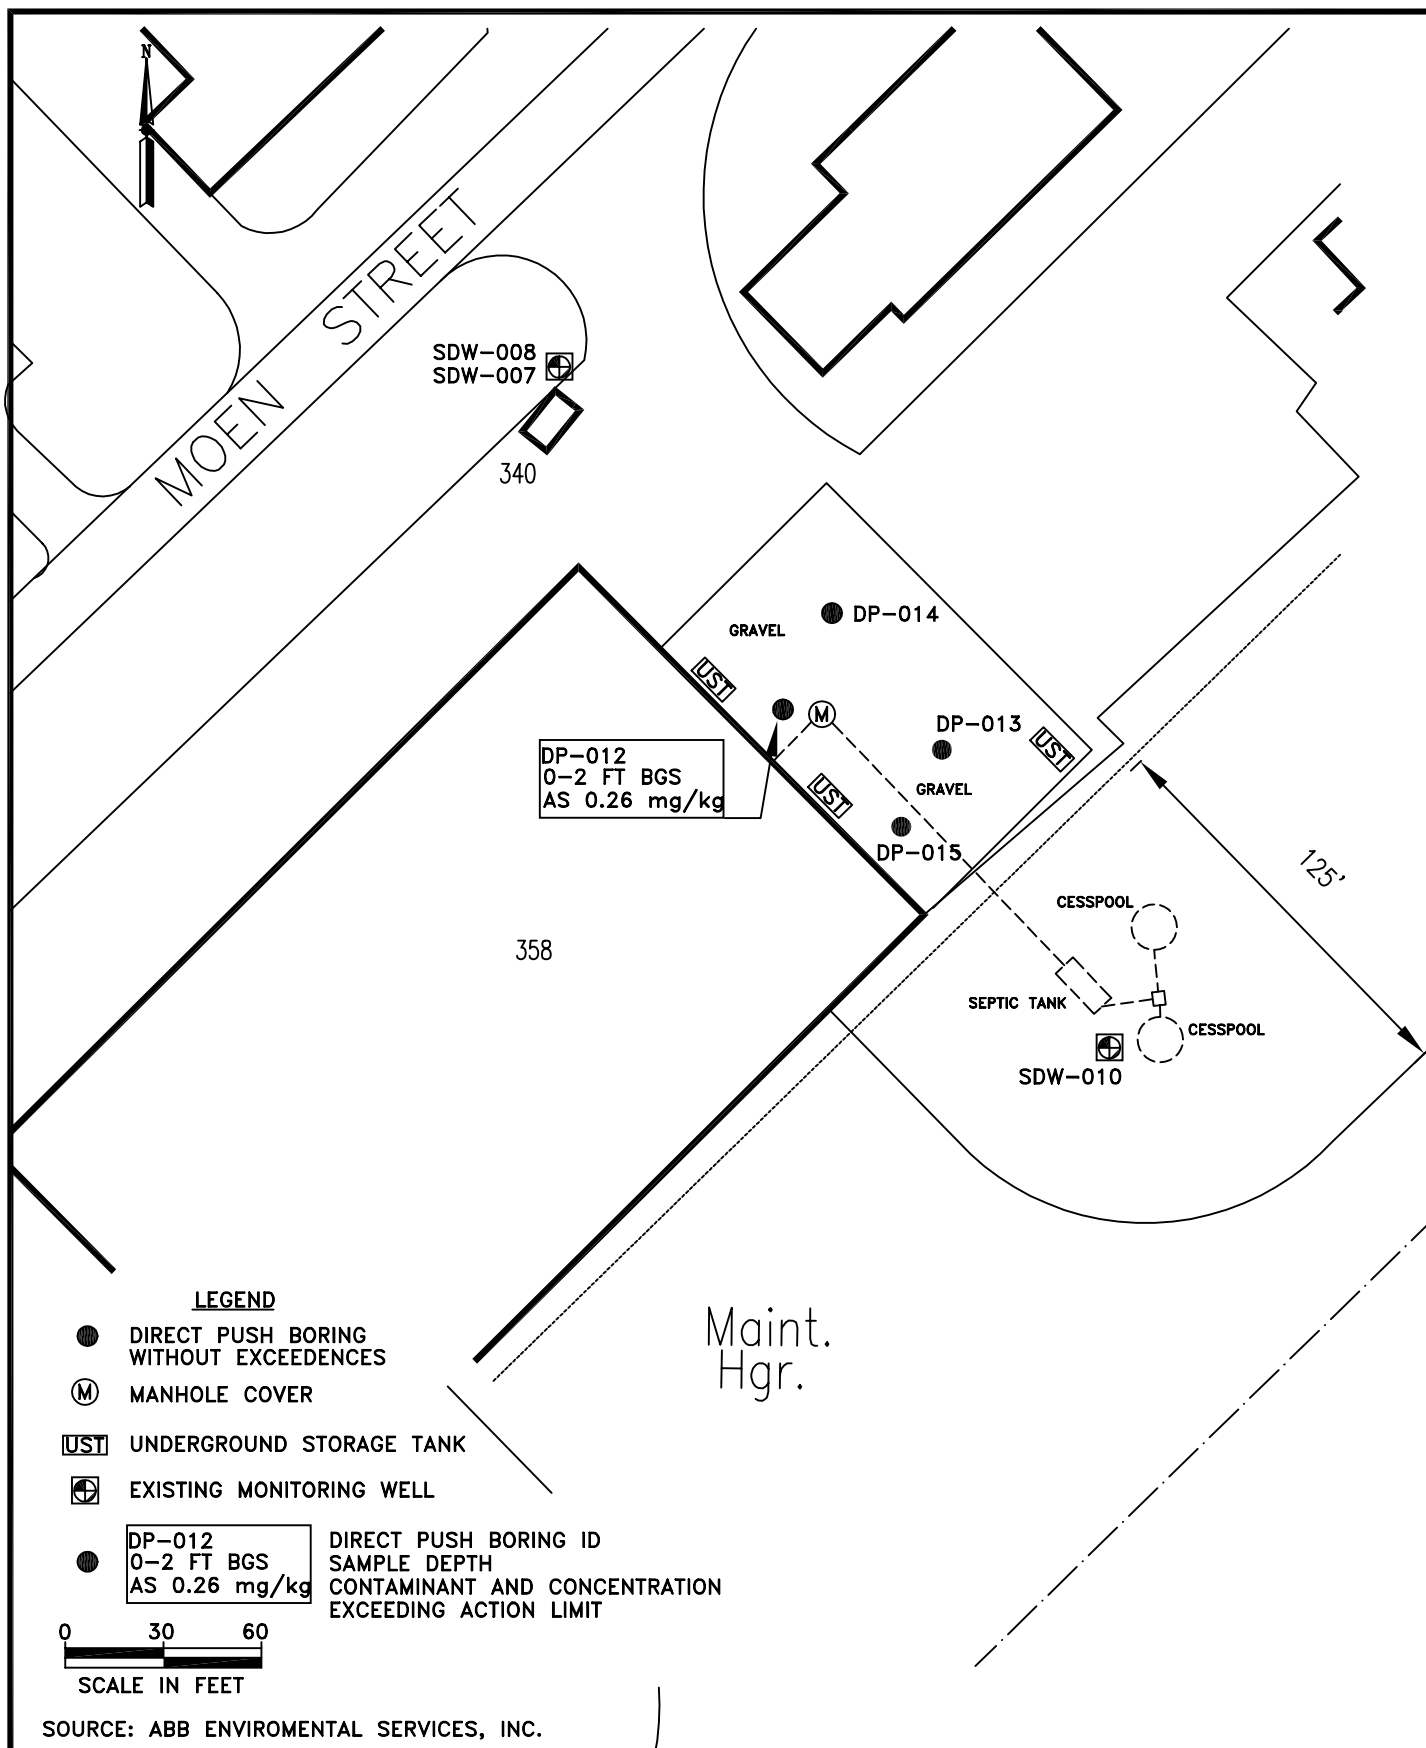 N
MOEN STREET
SDW-008
SDW-007
340
DP-014
GRAVEL
UST
M
DP-013
UST
DP-012
0-2 FT BGS
AS 0.26 mg/kg
UST
GRAVEL
DP-015
125'
CESSPOOL
358
SEPTIC TANK
CESSPOOL
SDW-010
Maint.
Hgr.
LEGEND
DIRECT PUSH BORING
WITHOUT EXCEEDENCES
M MANHOLE COVER
UST UNDERGROUND STORAGE TANK
EXISTING MONITORING WELL
DP-012 DIRECT PUSH BORING ID
0-2 FT BGS SAMPLE DEPTH
AS 0.26 mg/kg CONTAMINANT AND CONCENTRATION
EXCEEDING ACTION LIMIT
0 30 60
SCALE IN FEET
SOURCE: ABB ENVIROMENTAL SERVICES, INC.